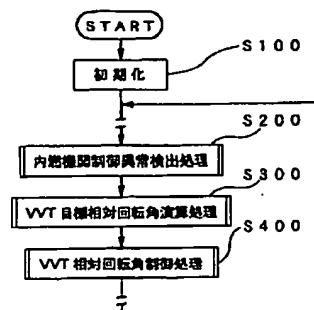 START
S100
初期化
S200
内燃機関制御異常検出処理
S300
VVT目標相対回転角演算処理
S400
VVT相対回転角制御処理